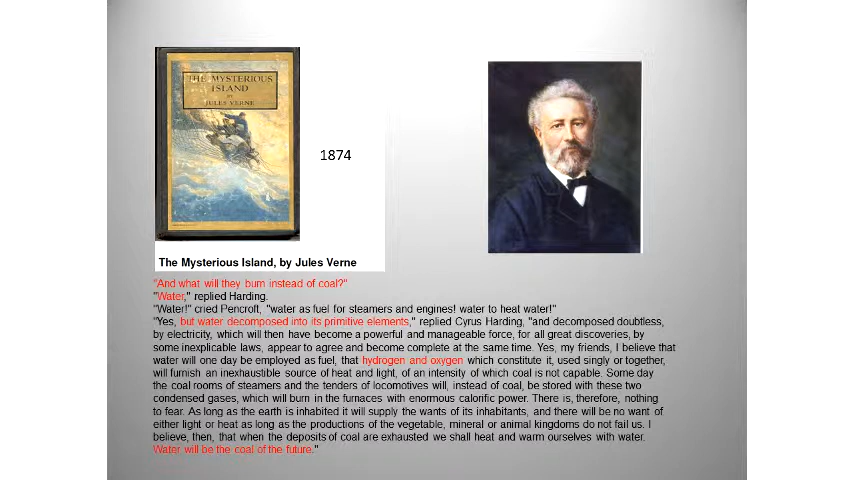 THE MYSTERIOUS
ISLAND
BY
JULES VERNE
1874
The Mysterious Island, by Jules Verne
"And what will they burn instead of coal?"
"Water," replied Harding.
"Water!" cried Pencroft, "water as fuel for steamers and engines! water to heat water!"
"Yes, but water decomposed into its primitive elements," replied Cyrus Harding, "and decomposed doubtless,
by electricity, which will then have become a powerful and manageable force, for all great discoveries, by
some inexplicable laws, appear to agree and become complete at the same time. Yes, my friends, I believe that
water will one day be employed as fuel, that hydrogen and oxygen which constitute it, used singly or together,
will furnish an inexhaustible source of heat and light, of an intensity of which coal is not capable. Some day
the coal rooms of steamers and the tenders of locomotives will, instead of coal, be stored with these two
condensed gases, which will burn in the furnaces with enormous calorific power. There is, therefore, nothing
to fear. As long as the earth is inhabited it will supply the wants of its inhabitants, and there will be no want of
either light or heat as long as the productions of the vegetable, mineral or animal kingdoms do not fail us. I
believe, then, that when the deposits of coal are exhausted we shall heat and warm ourselves with water.
Water will be the coal of the future."